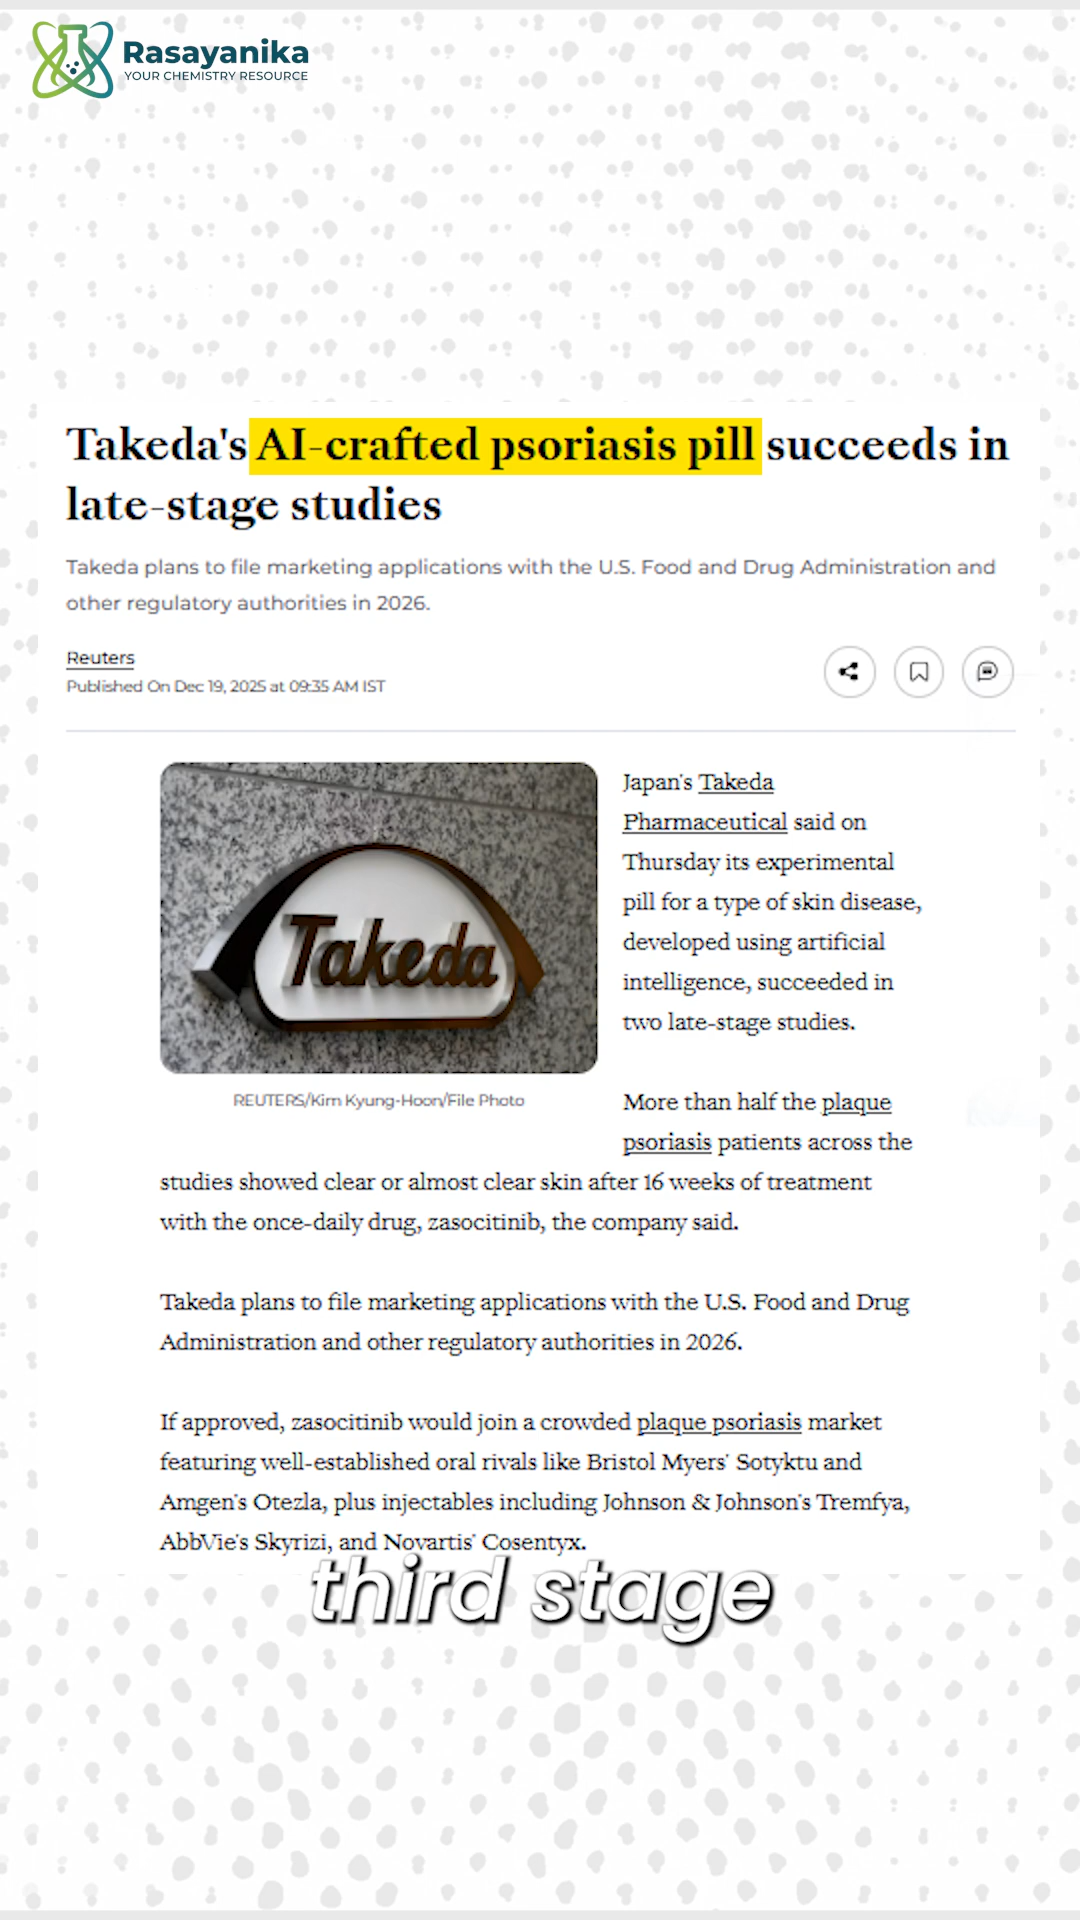 Rasayanika
YOUR CHEMISTRY RESOURCE
Takeda's AI-crafted psoriasis pill succeeds in
late-stage studies
Takeda plans to file marketing applications with the U.S. Food and Drug Administration and
other regulatory authorities in 2026.
Reuters
Published On Dec 19, 2025 at 09:35 AM IST
Takeda
REUTERS/Kim Kyung-Hoon/File Photo
Japan's Takeda
Pharmaceutical said on
Thursday its experimental
pill for a type of skin disease,
developed using artificial
intelligence, succeeded in
two late-stage studies.
More than half the plaque
psoriasis patients across the
studies showed clear or almost clear skin after 16 weeks of treatment
with the once-daily drug, zasocitinib, the company said.
Takeda plans to file marketing applications with the U.S. Food and Drug
Administration and other regulatory authorities in 2026.
If approved, zasocitinib would join a crowded plaque psoriasis market
featuring well-established oral rivals like Bristol Myers' Sotyktu and
Amgen's Otezla, plus injectables including Johnson & Johnson's Tremfya,
AbbVie's Skyrizi, and Novartis' Cosentyx.
third stage